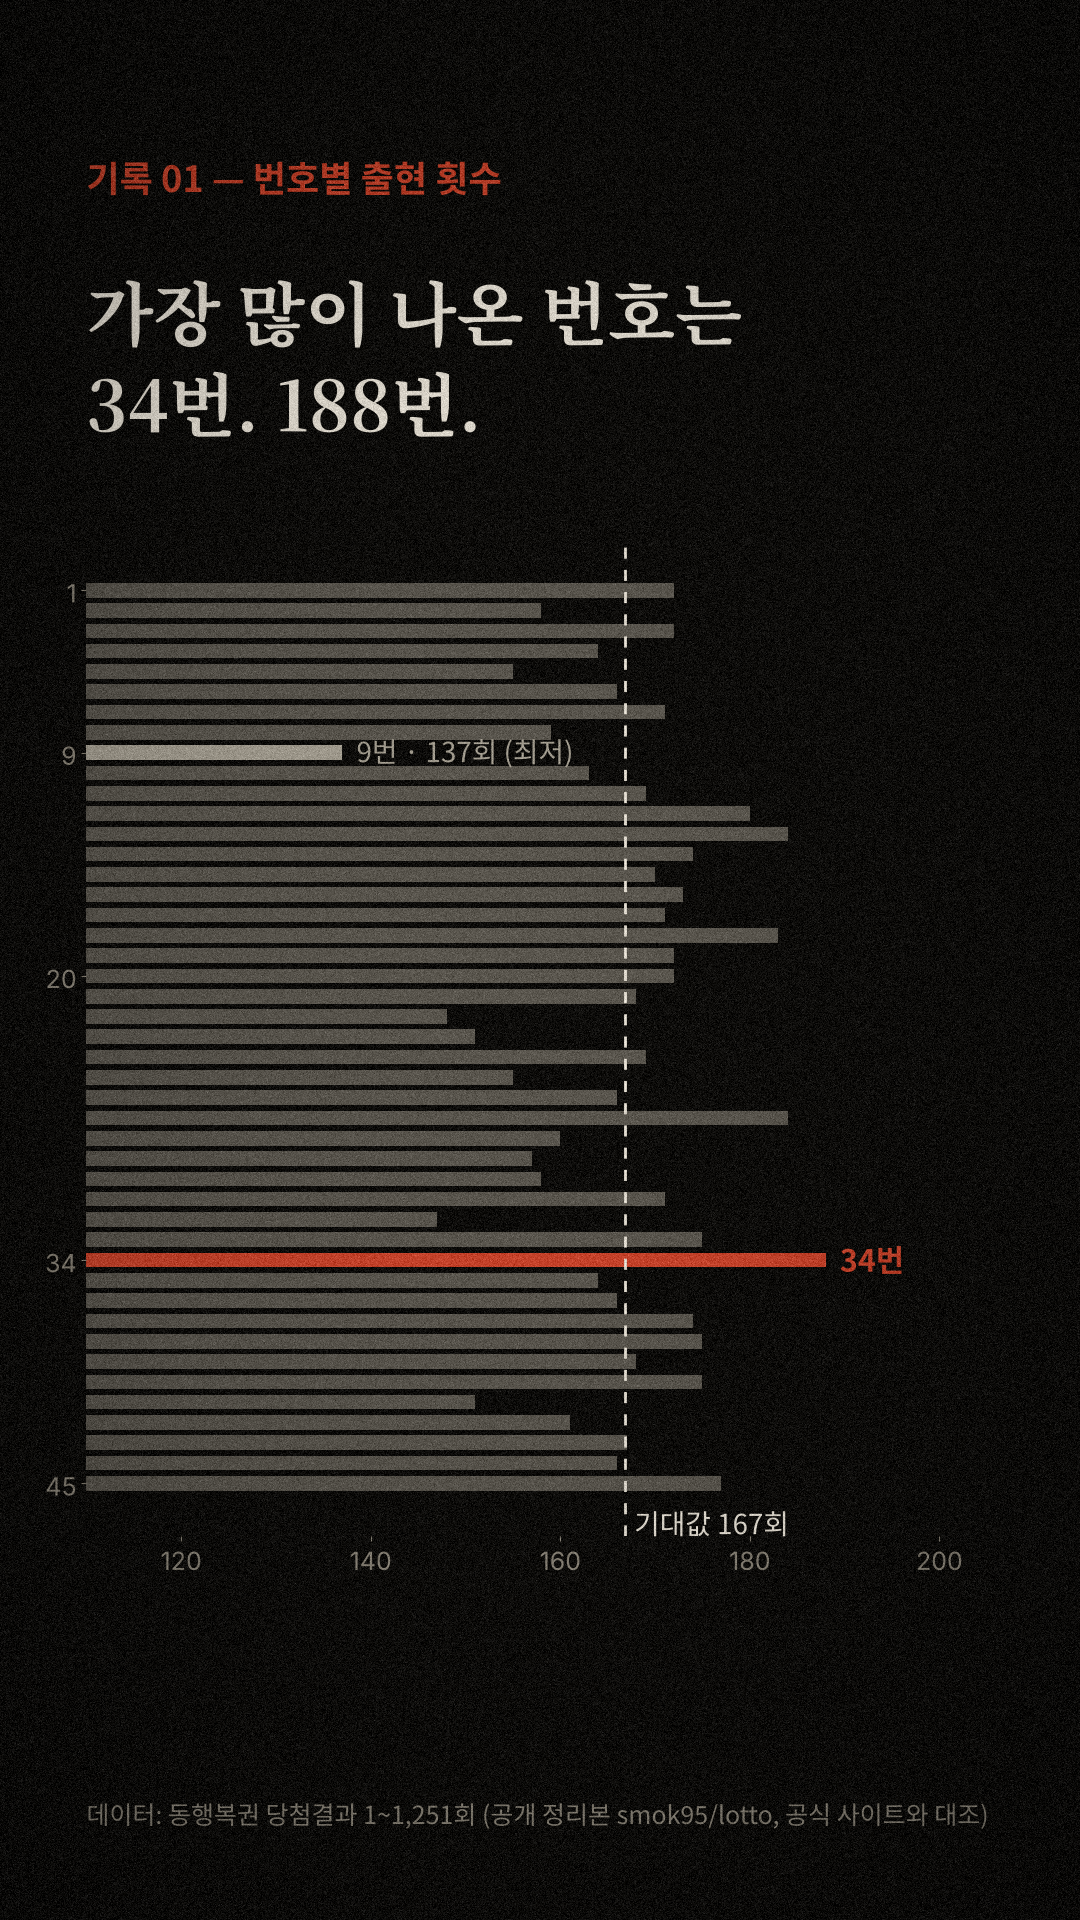 기록 01 — 번호별 출현 횟수
가장 많이 나온 번호는
34번. 188번.
1
9
9번 · 137회 (최저)
20
34
34번
45
기대값 167회
120 140 160 180 200
데이터: 동행복권 당첨결과 1~1,251회 (공개 정리본 smok95/lotto, 공식 사이트와 대조)